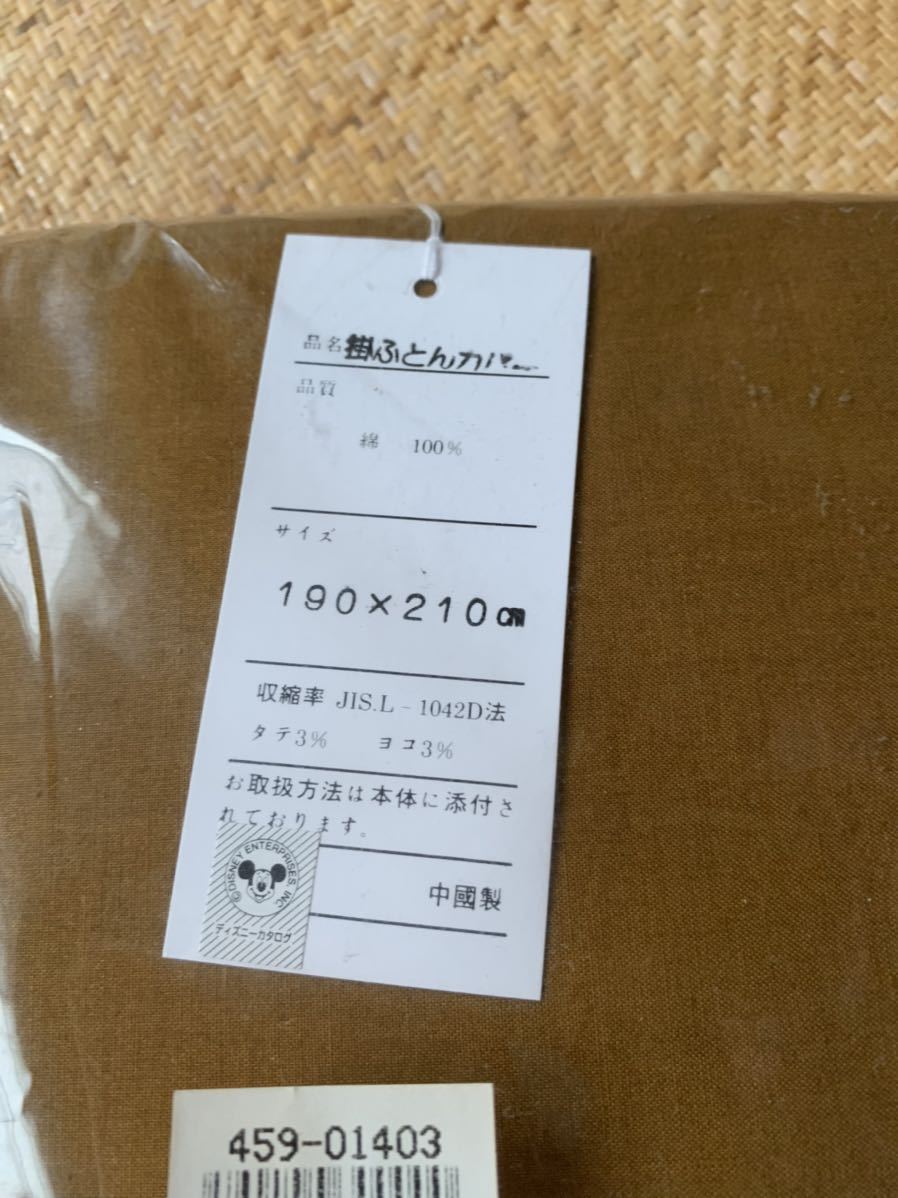 品名 掛ふとんカバー
品質
綿 100%
サイズ
190×210㎝
収縮率 JIS.L - 1042D法
タテ3% ヨコ3%
お取扱方法は本体に添付さ
れております。
中國製
©DISNEY ENTERPRISES, INC
ディズニーカタログ
459-01403